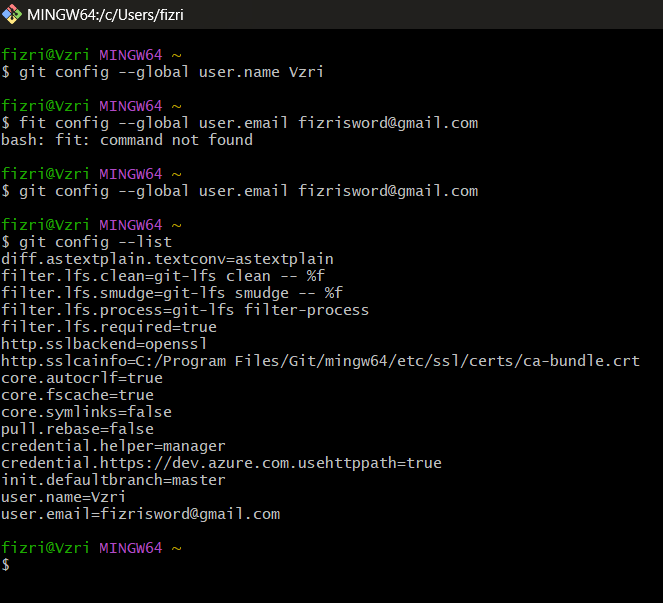 MINGW64:/c/Users/fizri
fizri@Vzri MINGW64 ~
$ git config --global user.name Vzri
fizri@Vzri MINGW64 ~
$ fit config --global user.email fizrisword@gmail.com
bash: fit: command not found
fizri@Vzri MINGW64 ~
$ git config --global user.email fizrisword@gmail.com
fizri@Vzri MINGW64 ~
$ git config --list
diff.astextplain.textconv=astextplain
filter.lfs.clean=git-lfs clean -- %f
filter.lfs.smudge=git-lfs smudge -- %f
filter.lfs.process=git-lfs filter-process
filter.lfs.required=true
http.sslbackend=openssl
http.sslcainfo=C:/Program Files/Git/mingw64/etc/ssl/certs/ca-bundle.crt
core.autocrlf=true
core.fscache=true
core.symlinks=false
pull.rebase=false
credential.helper=manager
credential.https://dev.azure.com.usehttppath=true
init.defaultbranch=master
user.name=Vzri
user.email=fizrisword@gmail.com
fizri@Vzri MINGW64 ~
$